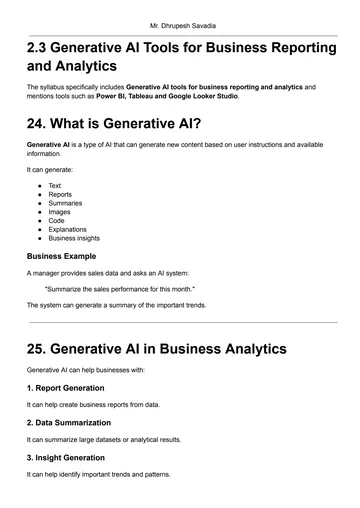 Mr. Dhrupesh Savadia
2.3 Generative AI Tools for Business Reporting
and Analytics
The syllabus specifically includes Generative AI tools for business reporting and analytics and
mentions tools such as Power BI, Tableau and Google Looker Studio.
24. What is Generative AI?
Generative AI is a type of AI that can generate new content based on user instructions and available
information.
It can generate:
● Text
● Reports
● Summaries
● Images
● Code
● Explanations
● Business insights
Business Example
A manager provides sales data and asks an AI system:
"Summarize the sales performance for this month."
The system can generate a summary of the important trends.
25. Generative AI in Business Analytics
Generative AI can help businesses with:
1. Report Generation
It can help create business reports from data.
2. Data Summarization
It can summarize large datasets or analytical results.
3. Insight Generation
It can help identify important trends and patterns.